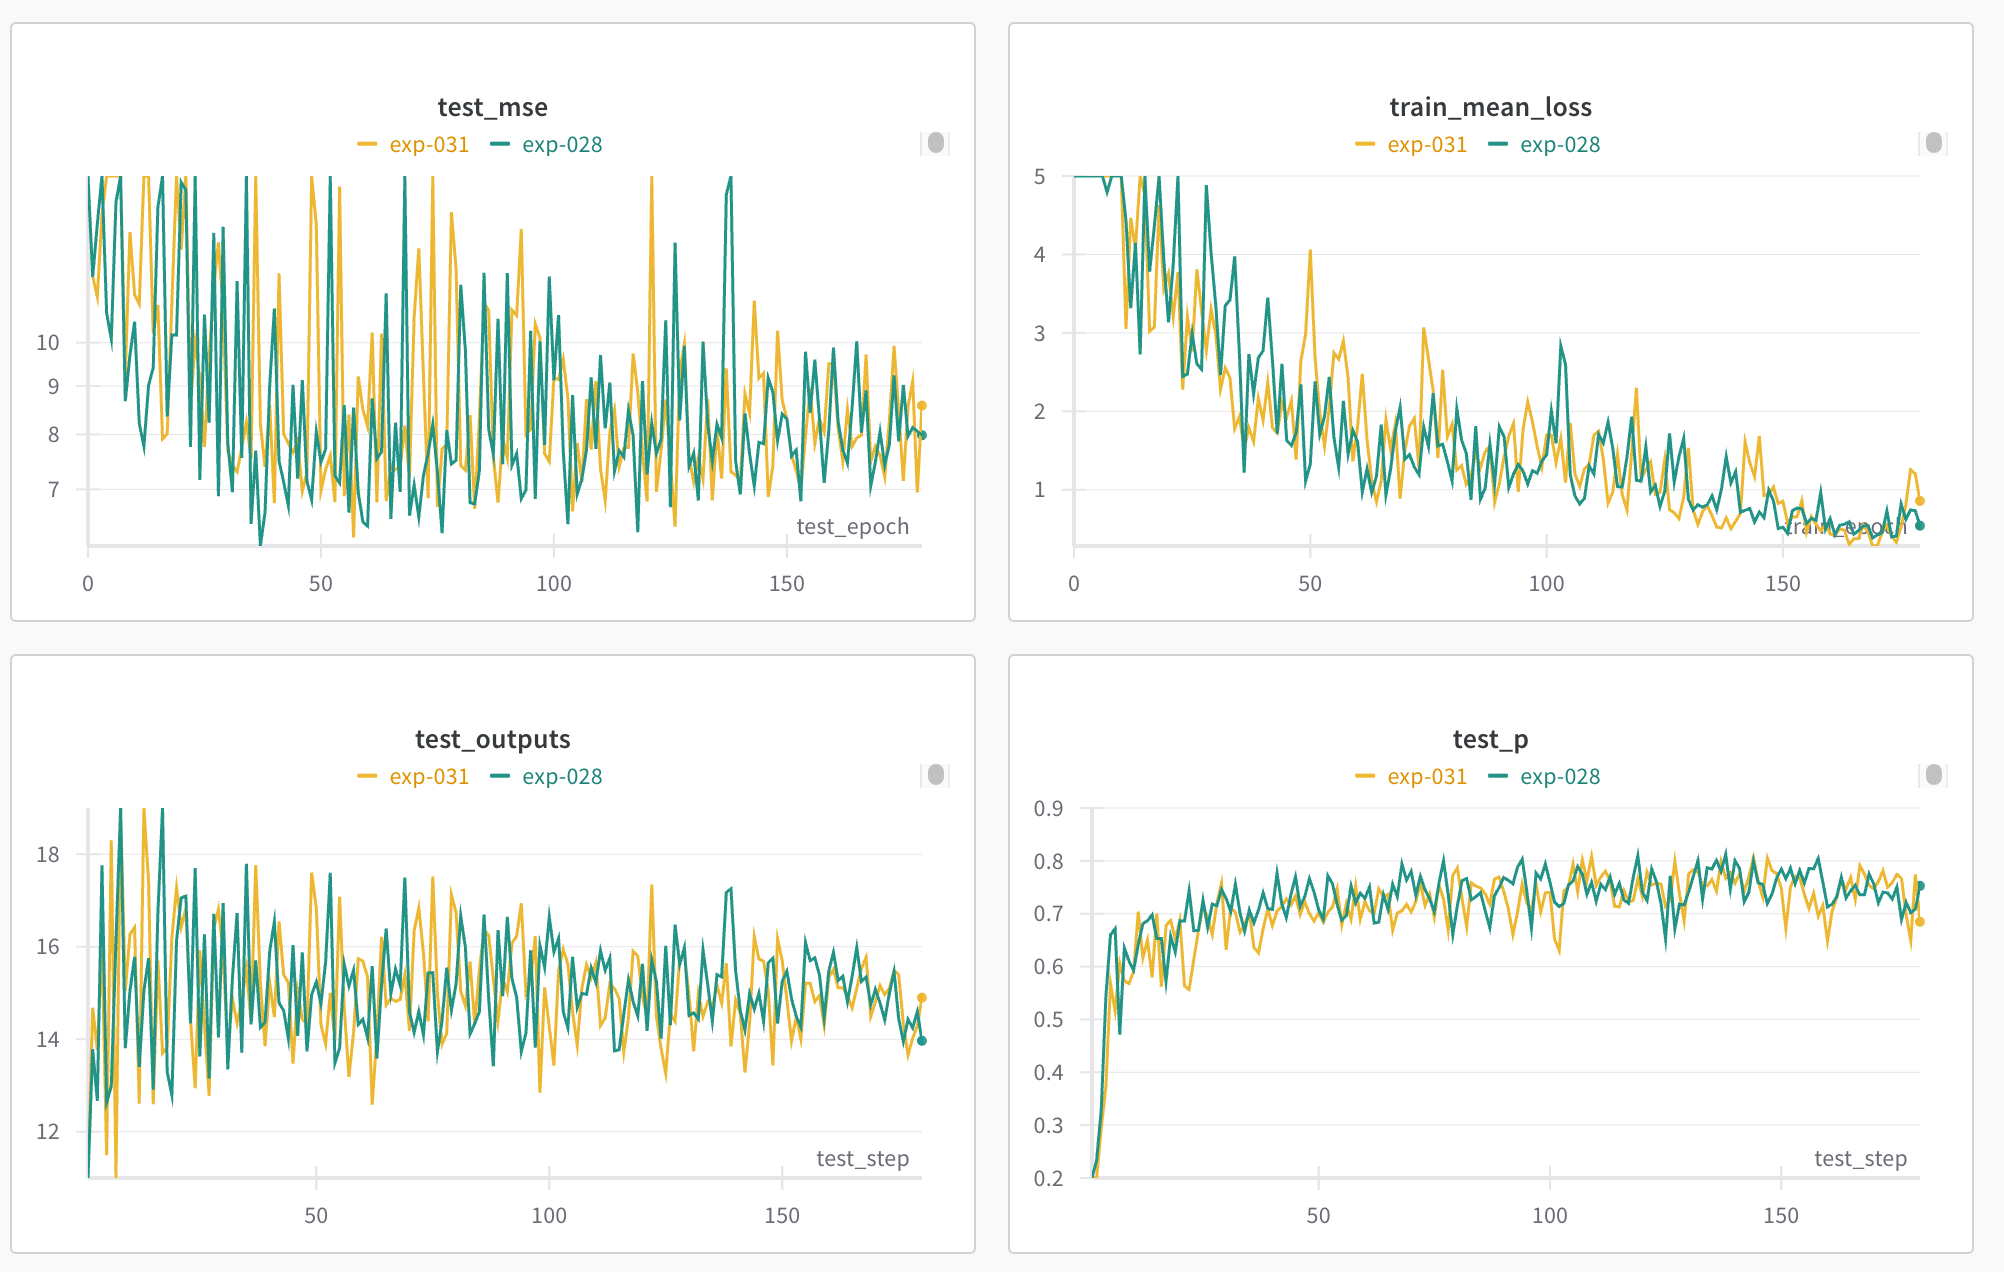 test_mse
exp-031 exp-028
10
9
8
7
test_epoch
0 50 100 150
train_mean_loss
exp-031 exp-028
5
4
3
2
1
train_epoch
0 50 100 150
test_outputs
exp-031 exp-028
18
16
14
12
test_step
50 100 150
test_p
exp-031 exp-028
0.9
0.8
0.7
0.6
0.5
0.4
0.3
0.2
test_step
50 100 150